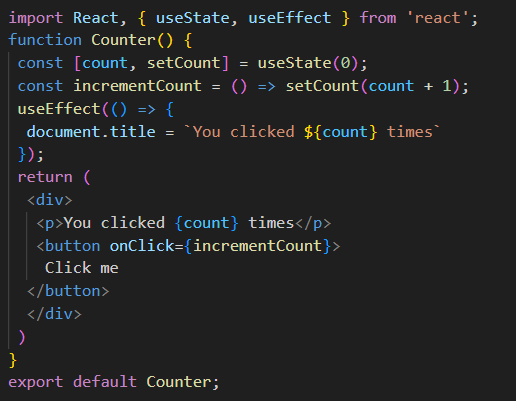 import React, { useState, useEffect } from 'react';
function Counter() {
const [count, setCount] = useState(0);
const incrementCount = () => setCount(count + 1);
useEffect(() => {
document.title = `You clicked ${count} times`
});
return (
<div>
<p>You clicked {count} times</p>
<button onClick={incrementCount}>
Click me
</button>
</div>
)
}
export default Counter;